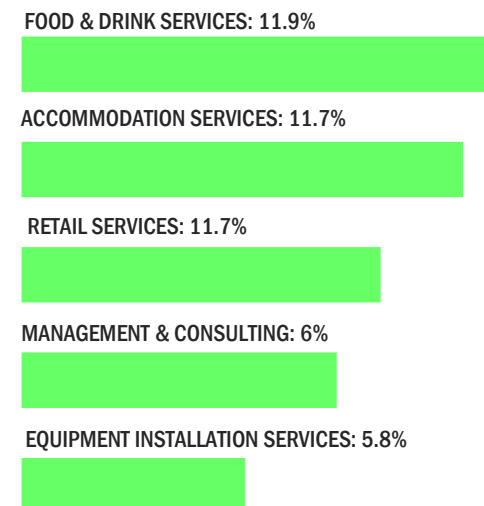 FOOD & DRINK SERVICES: 11.9%
ACCOMMODATION SERVICES: 11.7%
RETAIL SERVICES: 11.7%
MANAGEMENT & CONSULTING: 6%
EQUIPMENT INSTALLATION SERVICES: 5.8%